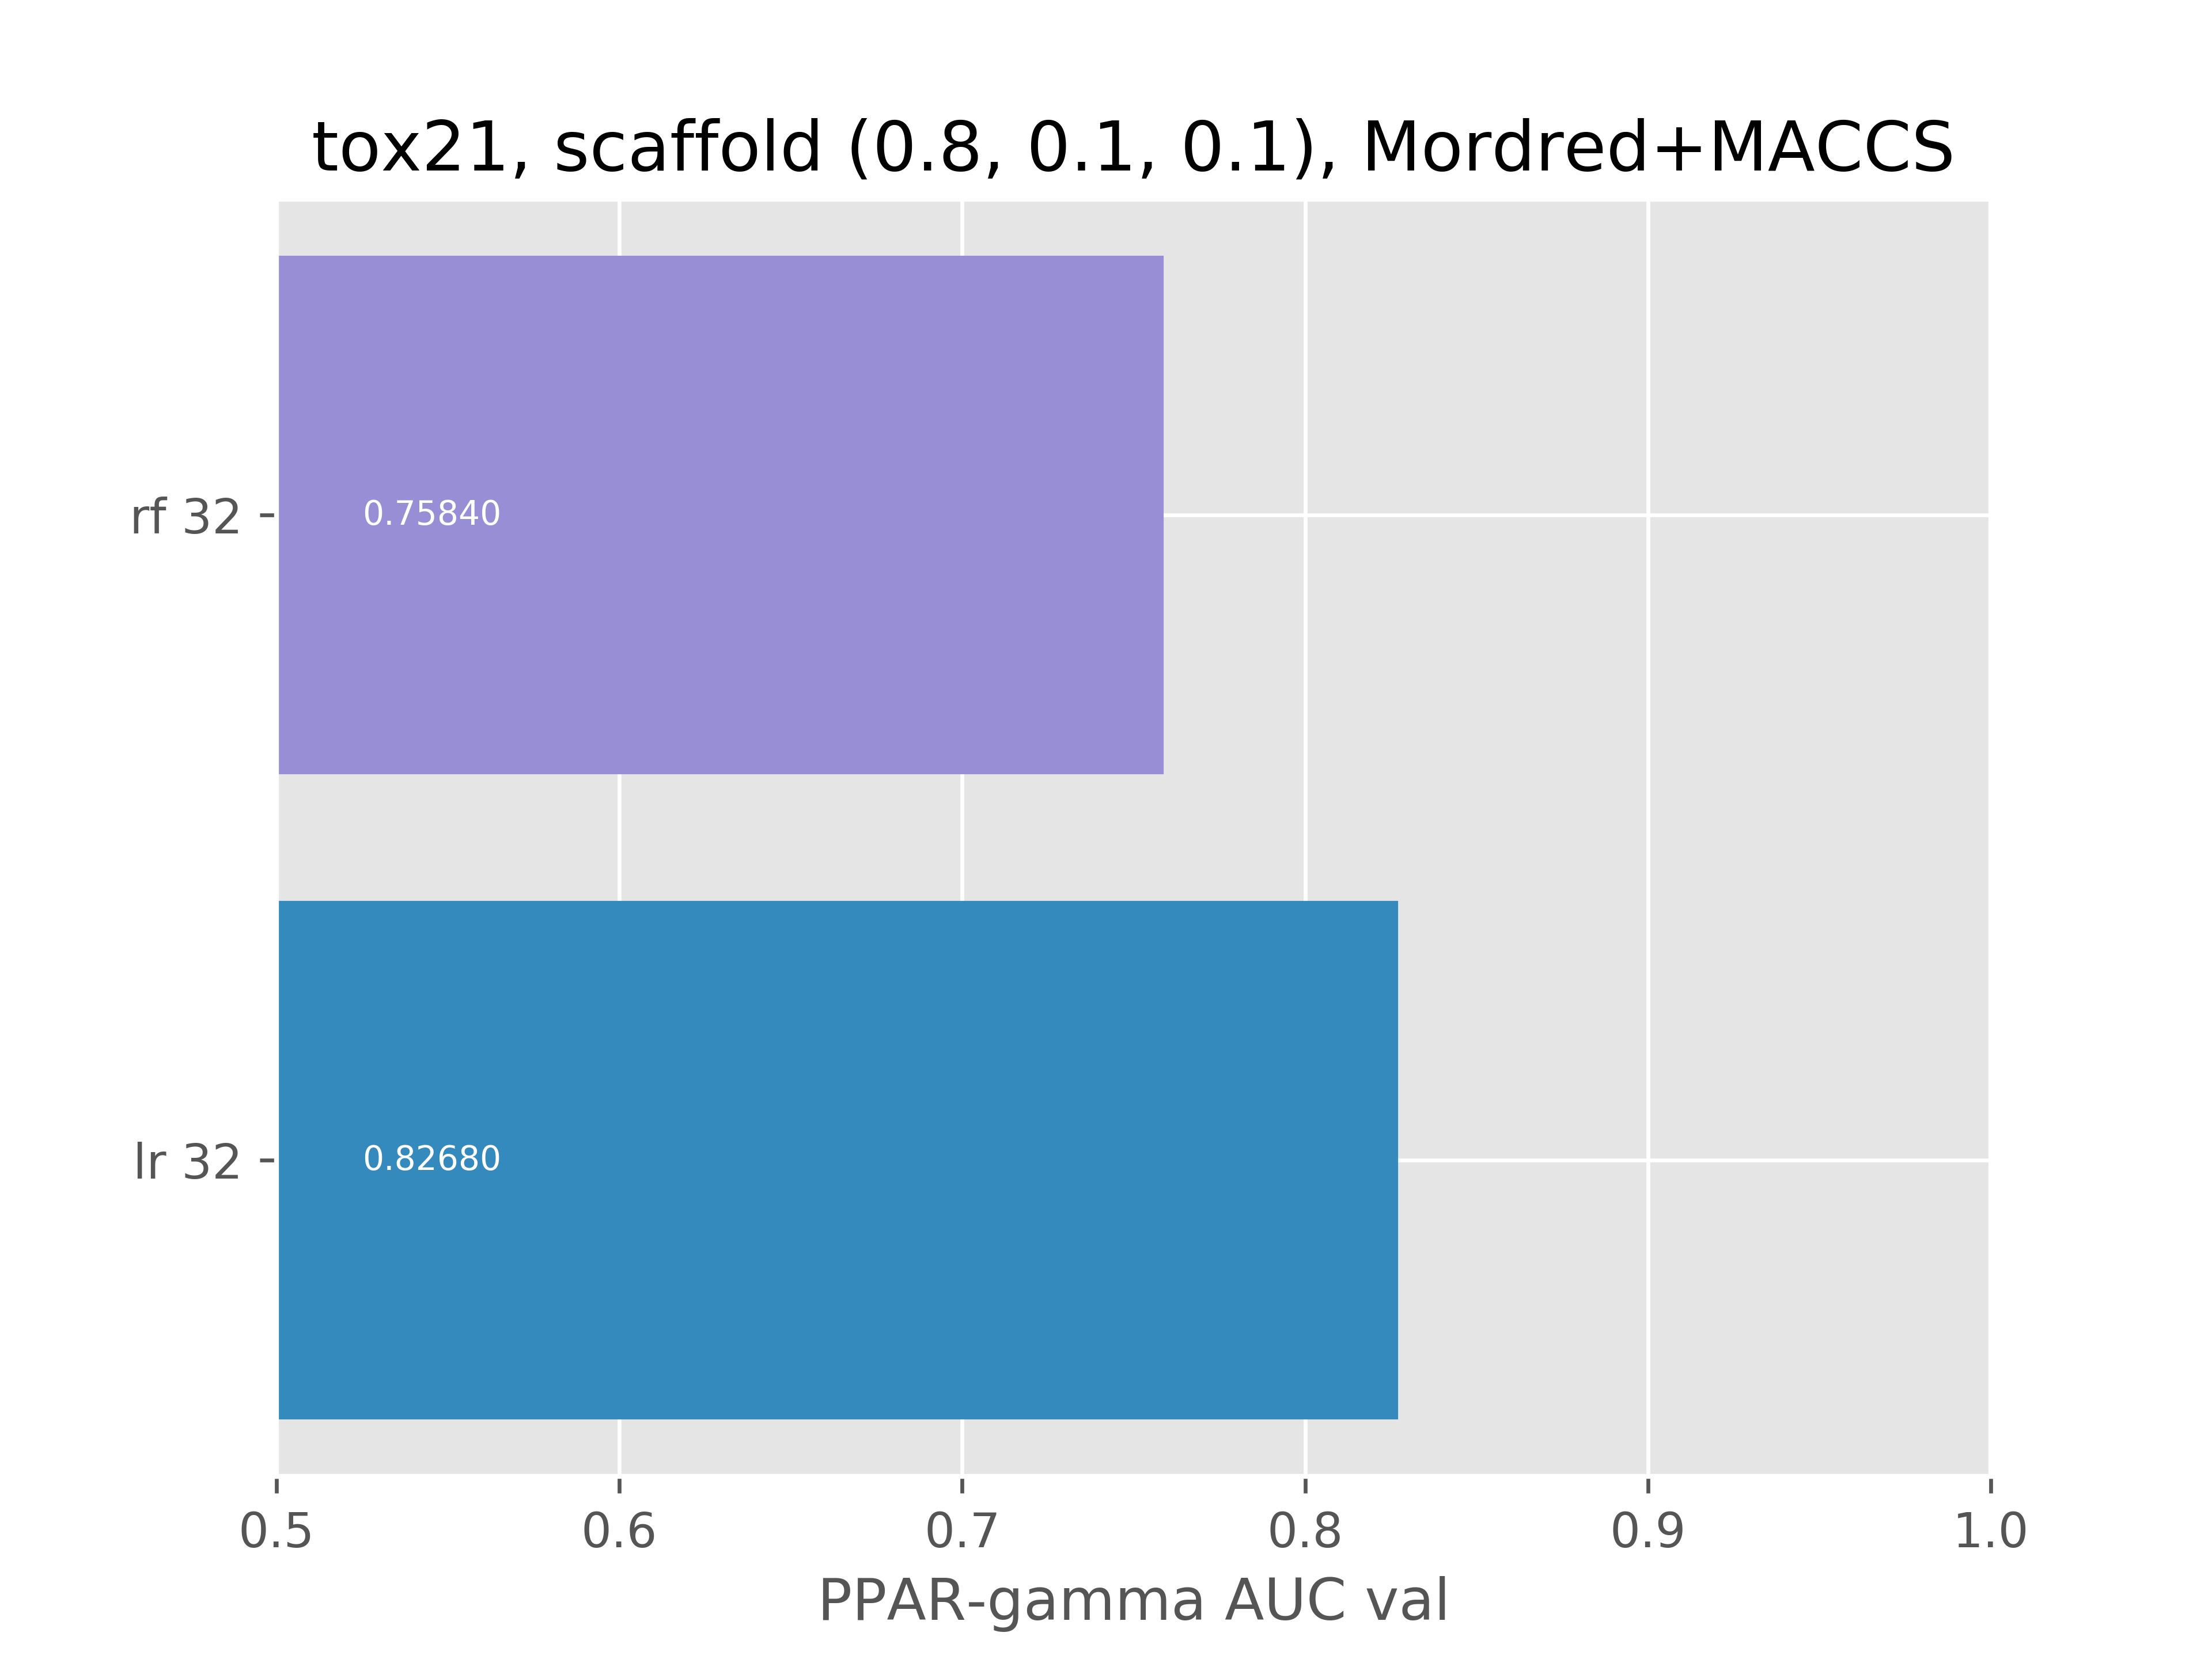 tox21, scaffold (0.8, 0.1, 0.1), Mordred+MACCS
rf 32
0.75840
lr 32
0.82680
0.5 0.6 0.7 0.8 0.9 1.0
PPAR-gamma AUC val